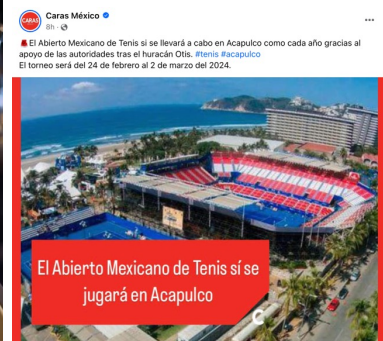 CARAS
Caras México
8h ·
El Abierto Mexicano de Tenis si se llevará a cabo en Acapulco como cada año gracias al
apoyo de las autoridades tras el huracán Otis. #tenis #acapulco
El torneo será del 24 de febrero al 2 de marzo del 2024.
El Abierto Mexicano de Tenis sí se
jugará en Acapulco